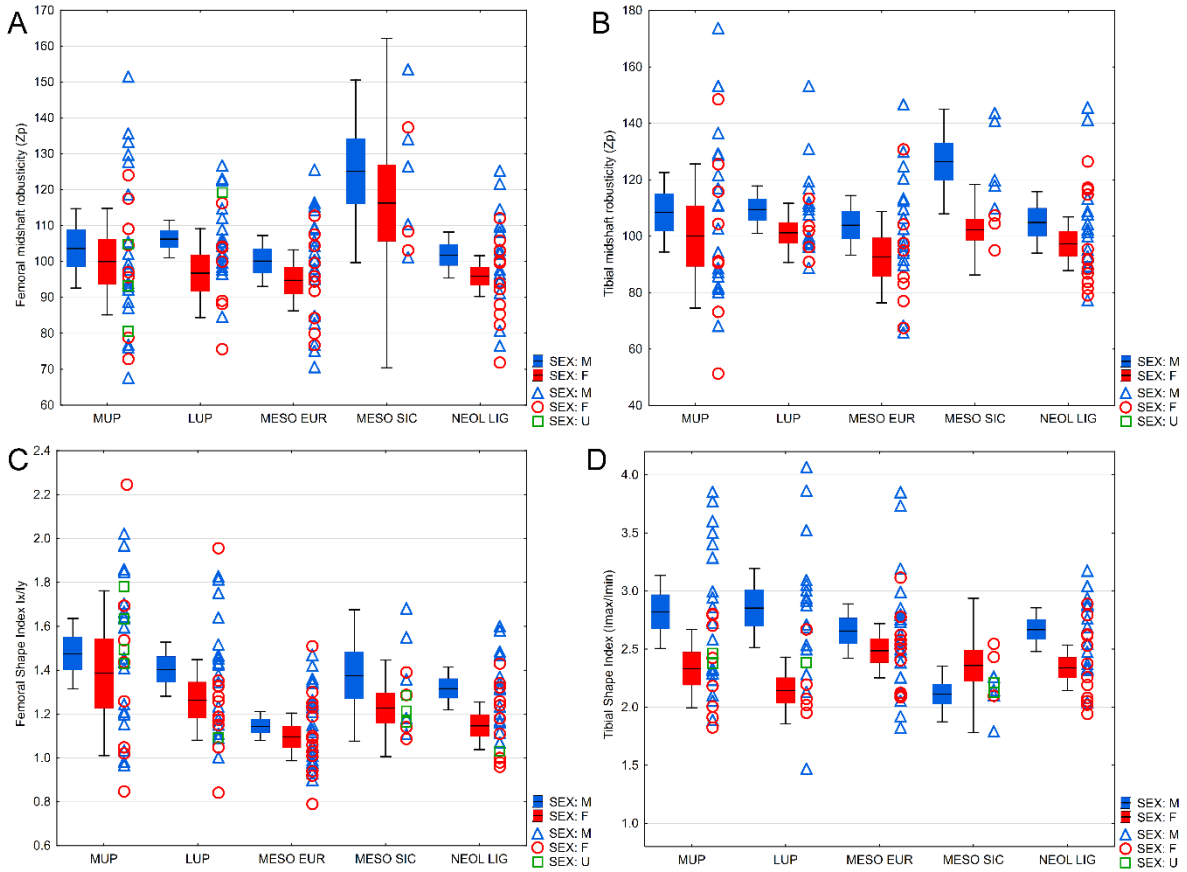 A
Femoral midshaft robusticity (Zp)
170
160
150
140
130
120
110
100
90
80
70
60
MUP LUP MESO EUR MESO SIC NEOL LIG
SEX: M
SEX: F
SEX: M
SEX: F
SEX: U
B
Tibial midshaft robusticity (Zp)
180
160
140
120
100
80
60
40
MUP LUP MESO EUR MESO SIC NEOL LIG
SEX: M
SEX: F
SEX: M
SEX: F
SEX: U
C
Femoral Shape Index Ix/Iy
2.4
2.2
2.0
1.8
1.6
1.4
1.2
1.0
0.8
0.6
MUP LUP MESO EUR MESO SIC NEOL LIG
SEX: M
SEX: F
SEX: M
SEX: F
SEX: U
D
Tibial Shape Index (Imax/Imin)
4.0
3.5
3.0
2.5
2.0
1.5
1.0
MUP LUP MESO EUR MESO SIC NEOL LIG
SEX: M
SEX: F
SEX: M
SEX: F
SEX: U